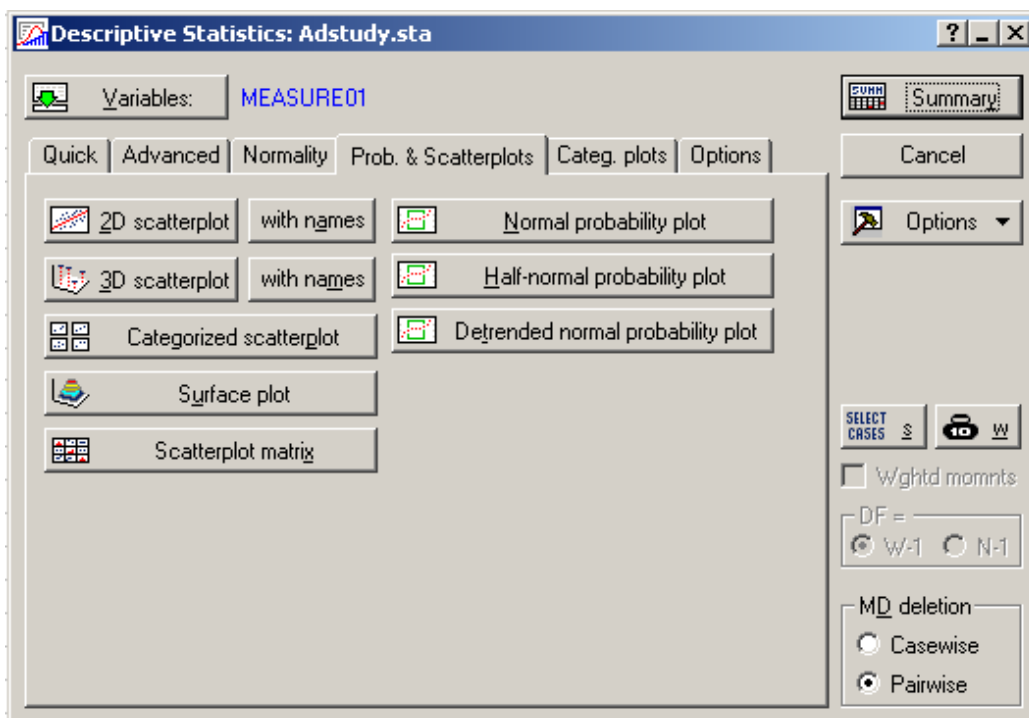 Descriptive Statistics: Adstudy.sta
? _ X
Variables: MEASURE01
SUMM Summary
Quick Advanced Normality Prob. & Scatterplots Categ. plots Options
Cancel
Options
2D scatterplot with names Normal probability plot
3D scatterplot with names Half-normal probability plot
Categorized scatterplot Detrended normal probability plot
Surface plot
Scatterplot matrix
SELECT CASES S 10 W
Wghtd momnts
DF =
W-1 N-1
MD deletion
Casewise
Pairwise